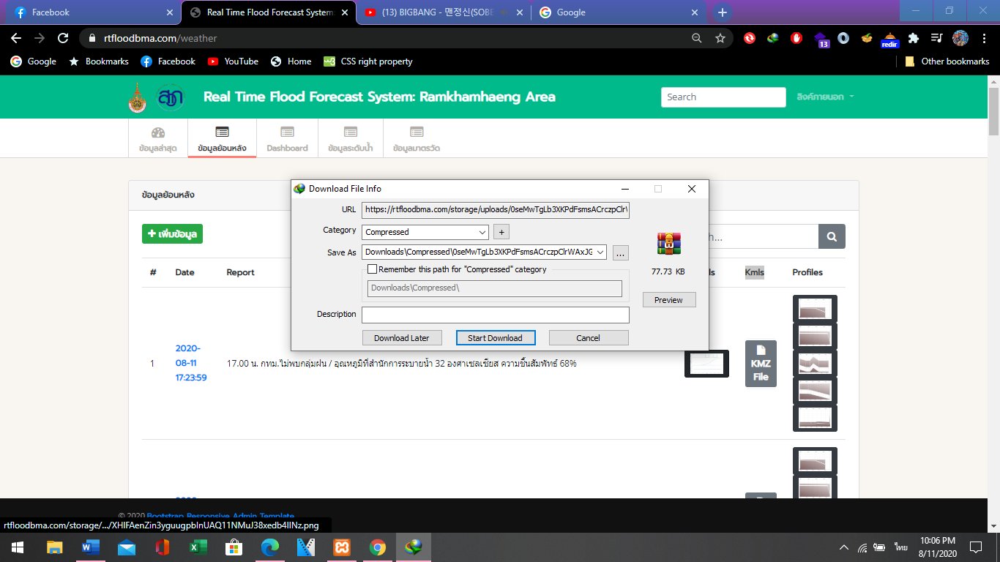 Facebook
Real Time Flood Forecast System:
(13) BIGBANG - 맨정신(SOBE
Google
rtfloodbma.com/weather
13
redir
Google
Bookmarks
Facebook
YouTube
Home
CSS right property
Other bookmarks
สจท
Real Time Flood Forecast System: Ramkhamhaeng Area
Search
ลิงค์ภายนอก
ข้อมูลล่าสุด
ข้อมูลย้อนหลัง
Dashboard
ข้อมูลระดับน้ำ
ข้อมูลมาตรวัด
ข้อมูลย้อนหลัง
เพิ่มข้อมูล
Download File Info
URL
https://rtfloodbma.com/storage/uploads/0seMwTgLb3XKPdFsmsACrczpClr\
Category
Compressed
+
Save As
Downloads\Compressed\0seMwTgLb3XKPdFsmsACrczpClrWAxJG
...
Remember this path for "Compressed" category
Downloads\Compressed\
77.73 KB
Preview
Description
Download Later
Start Download
Cancel
#
Date
Report
Kmls
Profiles
1
2020-
08-11
17:23:59
17.00 น. กทม.ไม่พบกลุ่มฝน / อุณหภูมิที่สำนักการระบายน้ำ 32 องศาเซลเซียส ความชื้นสัมพัทธ์ 68%
KMZ
File
© 2020 Bootstrap Responsive Admin Template
rtfloodbma.com/storage/.../XHIFAenZin3yguugpblnUAQ11NMuJ38xedb4IINz.png
ไทย
10:06 PM
8/11/2020